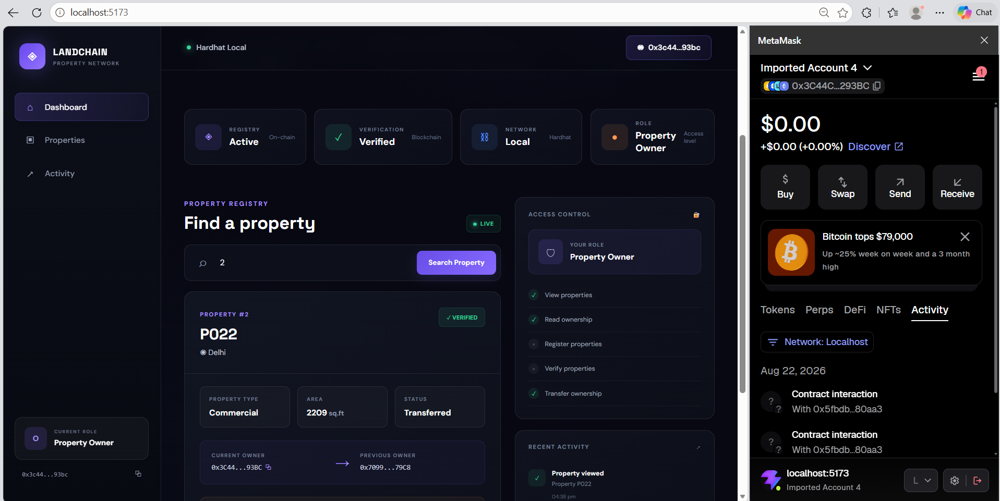 localhost:5173
Chat
LANDCHAIN
PROPERTY NETWORK
Dashboard
Properties
Activity
CURRENT ROLE
O
Property Owner
0x3c44...93bc
Hardhat Local
0x3c44...93bc
REGISTRY
Active
On-chain
VERIFICATION
Verified
Blockchain
NETWORK
Local
Hardhat
ROLE
Property
Owner
Access
level
PROPERTY REGISTRY
Find a property
LIVE
2
Search Property
PROPERTY #2
✓ VERIFIED
P022
Delhi
PROPERTY TYPE
Commercial
AREA
2209 sq.ft
STATUS
Transferred
CURRENT OWNER
0x3C44...93BC
→
PREVIOUS OWNER
0x7099...79C8
ACCESS CONTROL
YOUR ROLE
Property Owner
View properties
Read ownership
Register properties
Verify properties
Transfer ownership
RECENT ACTIVITY
Property viewed
Property P022
04:38 pm
MetaMask
Imported Account 4
1
0x3C44C...293BC
$0.00
+$0.00 (+0.00%) Discover
$
Buy
Swap
Send
Receive
Bitcoin tops $79,000
Up ~25% week on week and a 3 month
high
Tokens
Perps
DeFi
NFTs
Activity
Network: Localhost
Aug 22, 2026
? ?
Contract interaction
With 0x5fbdb...80aa3
? ?
Contract interaction
With 0x5fbdb...80aa3
localhost:5173
Imported Account 4
L